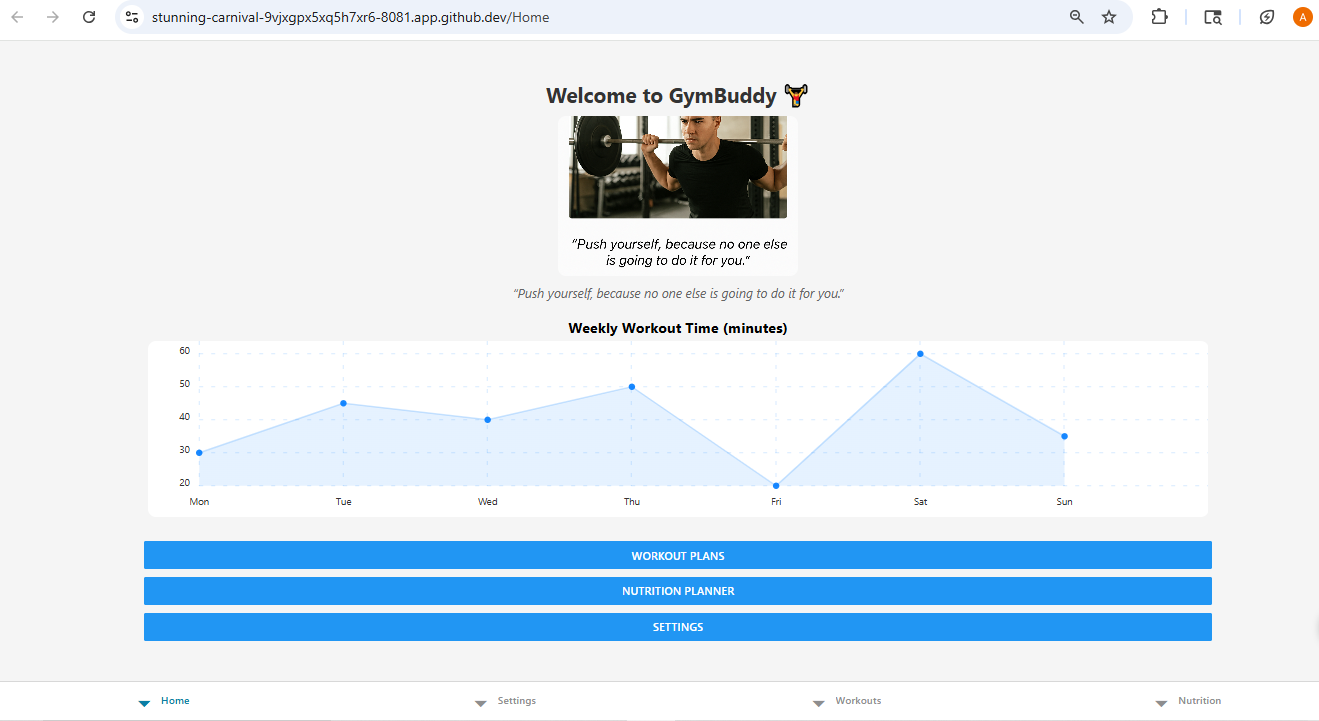 stunning-carnival-9vjxgpx5xq5h7xr6-8081.app.github.dev/Home
A
Welcome to GymBuddy
"Push yourself, because no one else
is going to do it for you."
“Push yourself, because no one else is going to do it for you.”
Weekly Workout Time (minutes)
60
50
40
30
20
Mon Tue Wed Thu Fri Sat Sun
WORKOUT PLANS
NUTRITION PLANNER
SETTINGS
Home Settings Workouts Nutrition